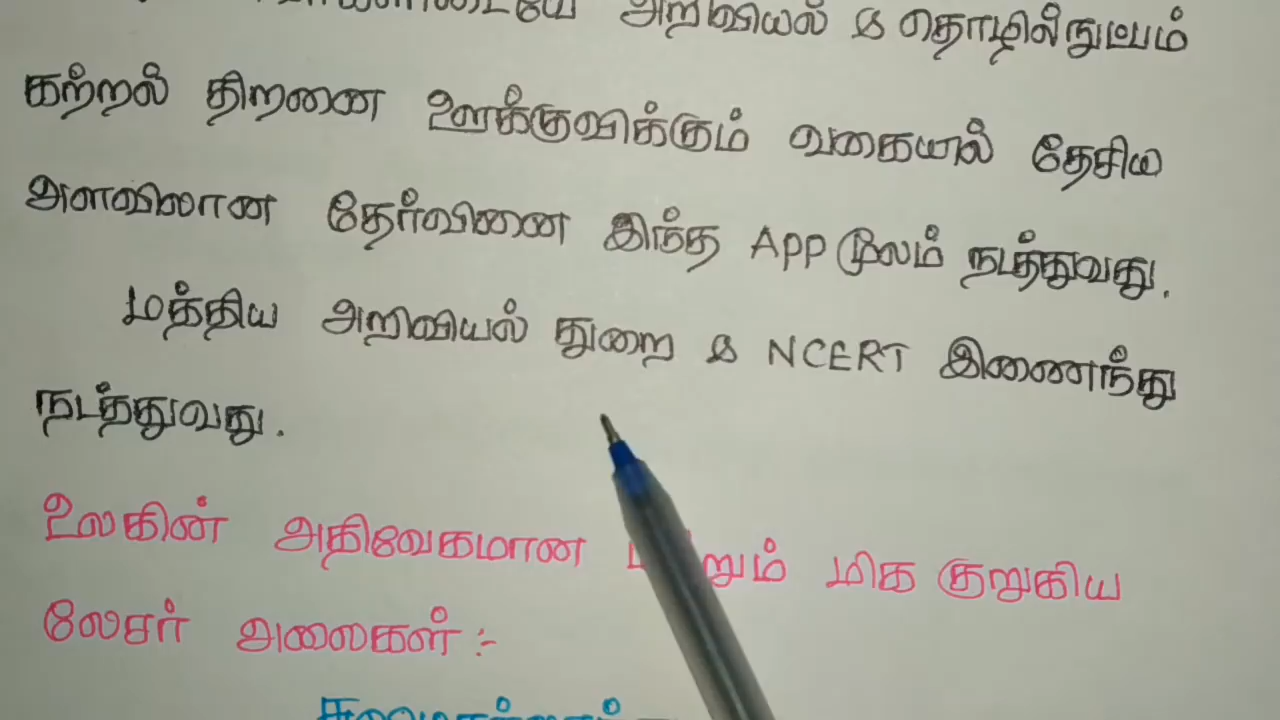 அறிவியல் & தொழில்நுட்பம்
கற்றல் திறனை ஊக்குவிக்கும் வகையில் தேசிய
அளவிலான தேர்வினை இந்த App மூலம் நடத்துவது.
மத்திய அறிவியல் துறை & NCERT இணைந்து
நடத்துவது.
உலகின் அதிவேகமான மிக குறுகிய
லேசர் அலைகள் :-